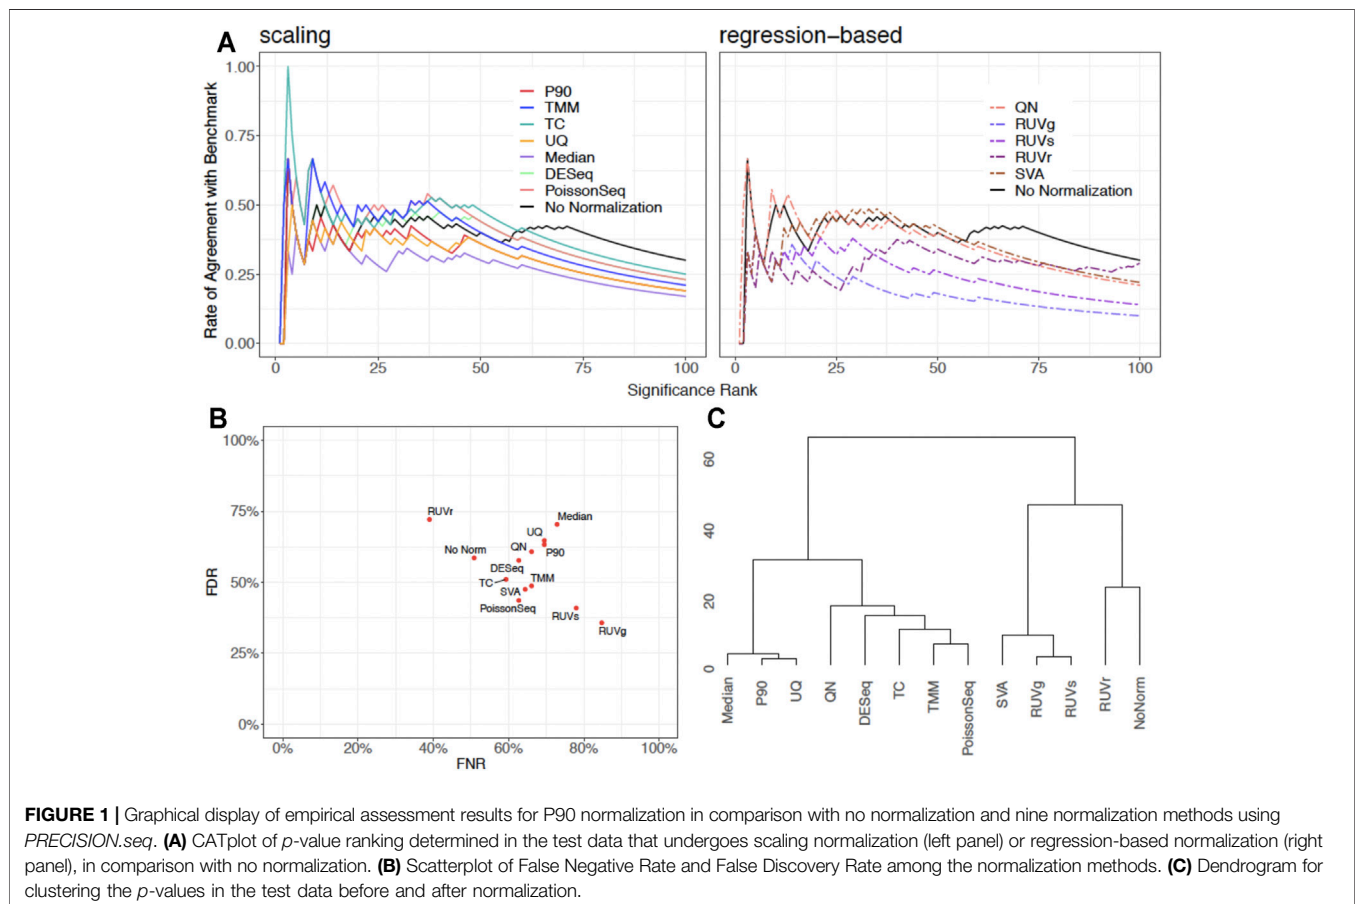 A
scaling
regression-based
Rate of Agreement with Benchmark
1.00
0.75
0.50
0.25
0.00
P90
TMM
TC
UQ
Median
DESeq
PoissonSeq
No Normalization
QN
RUVg
RUVs
RUVr
SVA
No Normalization
0
25
50
75
100
0
25
50
75
100
Significance Rank
B
FDR
100%
75%
50%
25%
0%
RUVr
Median
UQ
No Norm
QN
P90
DESeq
TC
TMM
SVA
PoissonSeq
RUVs
RUVg
0%
20%
40%
60%
80%
100%
FNR
C
60
40
20
0
Median
P90
UQ
QN
DESeq
TC
TMM
PoissonSeq
SVA
RUVg
RUVs
RUVr
NoNorm
FIGURE 1 | Graphical display of empirical assessment results for P90 normalization in comparison with no normalization and nine normalization methods using
PRECISION.seq. (A) CATplot of p-value ranking determined in the test data that undergoes scaling normalization (left panel) or regression-based normalization (right
panel), in comparison with no normalization. (B) Scatterplot of False Negative Rate and False Discovery Rate among the normalization methods. (C) Dendrogram for
clustering the p-values in the test data before and after normalization.